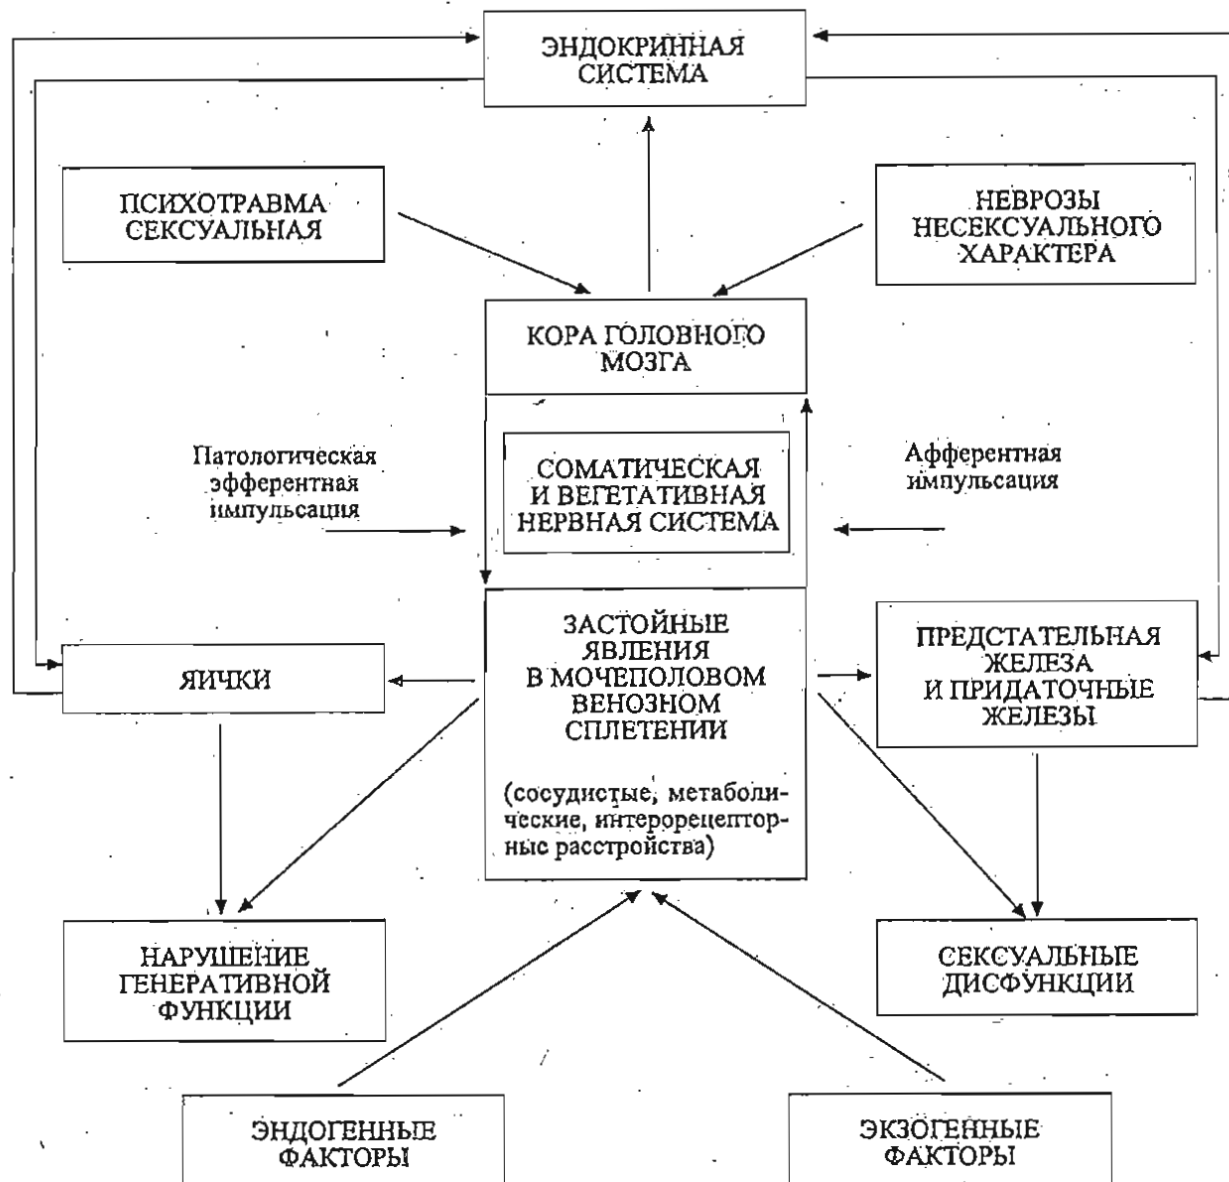 ЭНДОКРИННАЯ
СИСТЕМА
ПСИХОТРАВМА
СЕКСУАЛЬНАЯ
НЕВРОЗЫ
НЕСЕКСУАЛЬНОГО
ХАРАКТЕРА
КОРА ГОЛОВНОГО
МОЗГА
Патологическая
эфферентная
импульсация
СОМАТИЧЕСКАЯ
И ВЕГЕТАТИВНАЯ
НЕРВНАЯ СИСТЕМА
Афферентная
импульсация
ЯИЧКИ
ЗАСТОЙНЫЕ
ЯВЛЕНИЯ
В МОЧЕПОЛОВОМ
ВЕНОЗНОМ
СПЛЕТЕНИИ
(сосудистые, метаболи-
ческие, интерорецептор-
ные расстройства)
ПРЕДСТАТЕЛЬНАЯ
ЖЕЛЕЗА
И ПРИДАТОЧНЫЕ
ЖЕЛЕЗЫ
НАРУШЕНИЕ
ГЕНЕРАТИВНОЙ
ФУНКЦИИ
СЕКСУАЛЬНЫЕ
ДИСФУНКЦИИ
ЭНДОГЕННЫЕ
ФАКТОРЫ
ЭКЗОГЕННЫЕ
ФАКТОРЫ